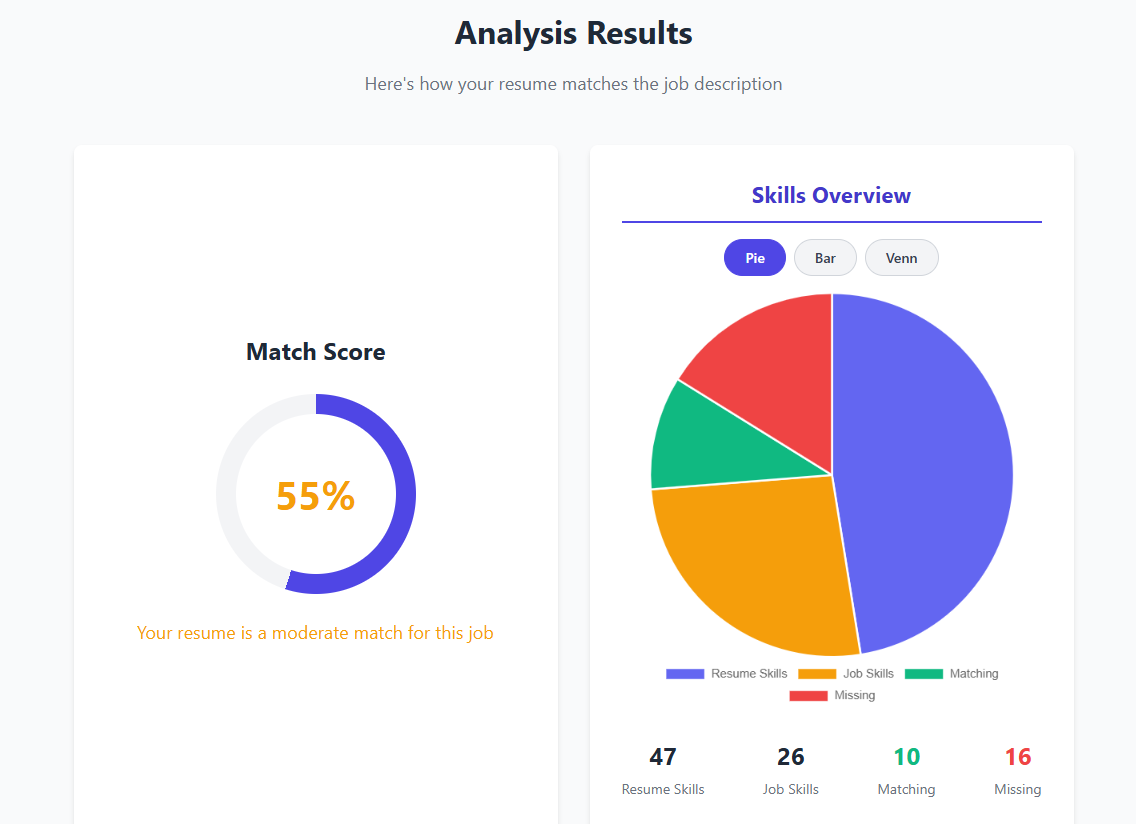 Analysis Results
Here's how your resume matches the job description
Match Score
55%
Your resume is a moderate match for this job
Skills Overview
Pie Bar Venn
Resume Skills Job Skills Matching
Missing
47 26 10 16
Resume Skills Job Skills Matching Missing